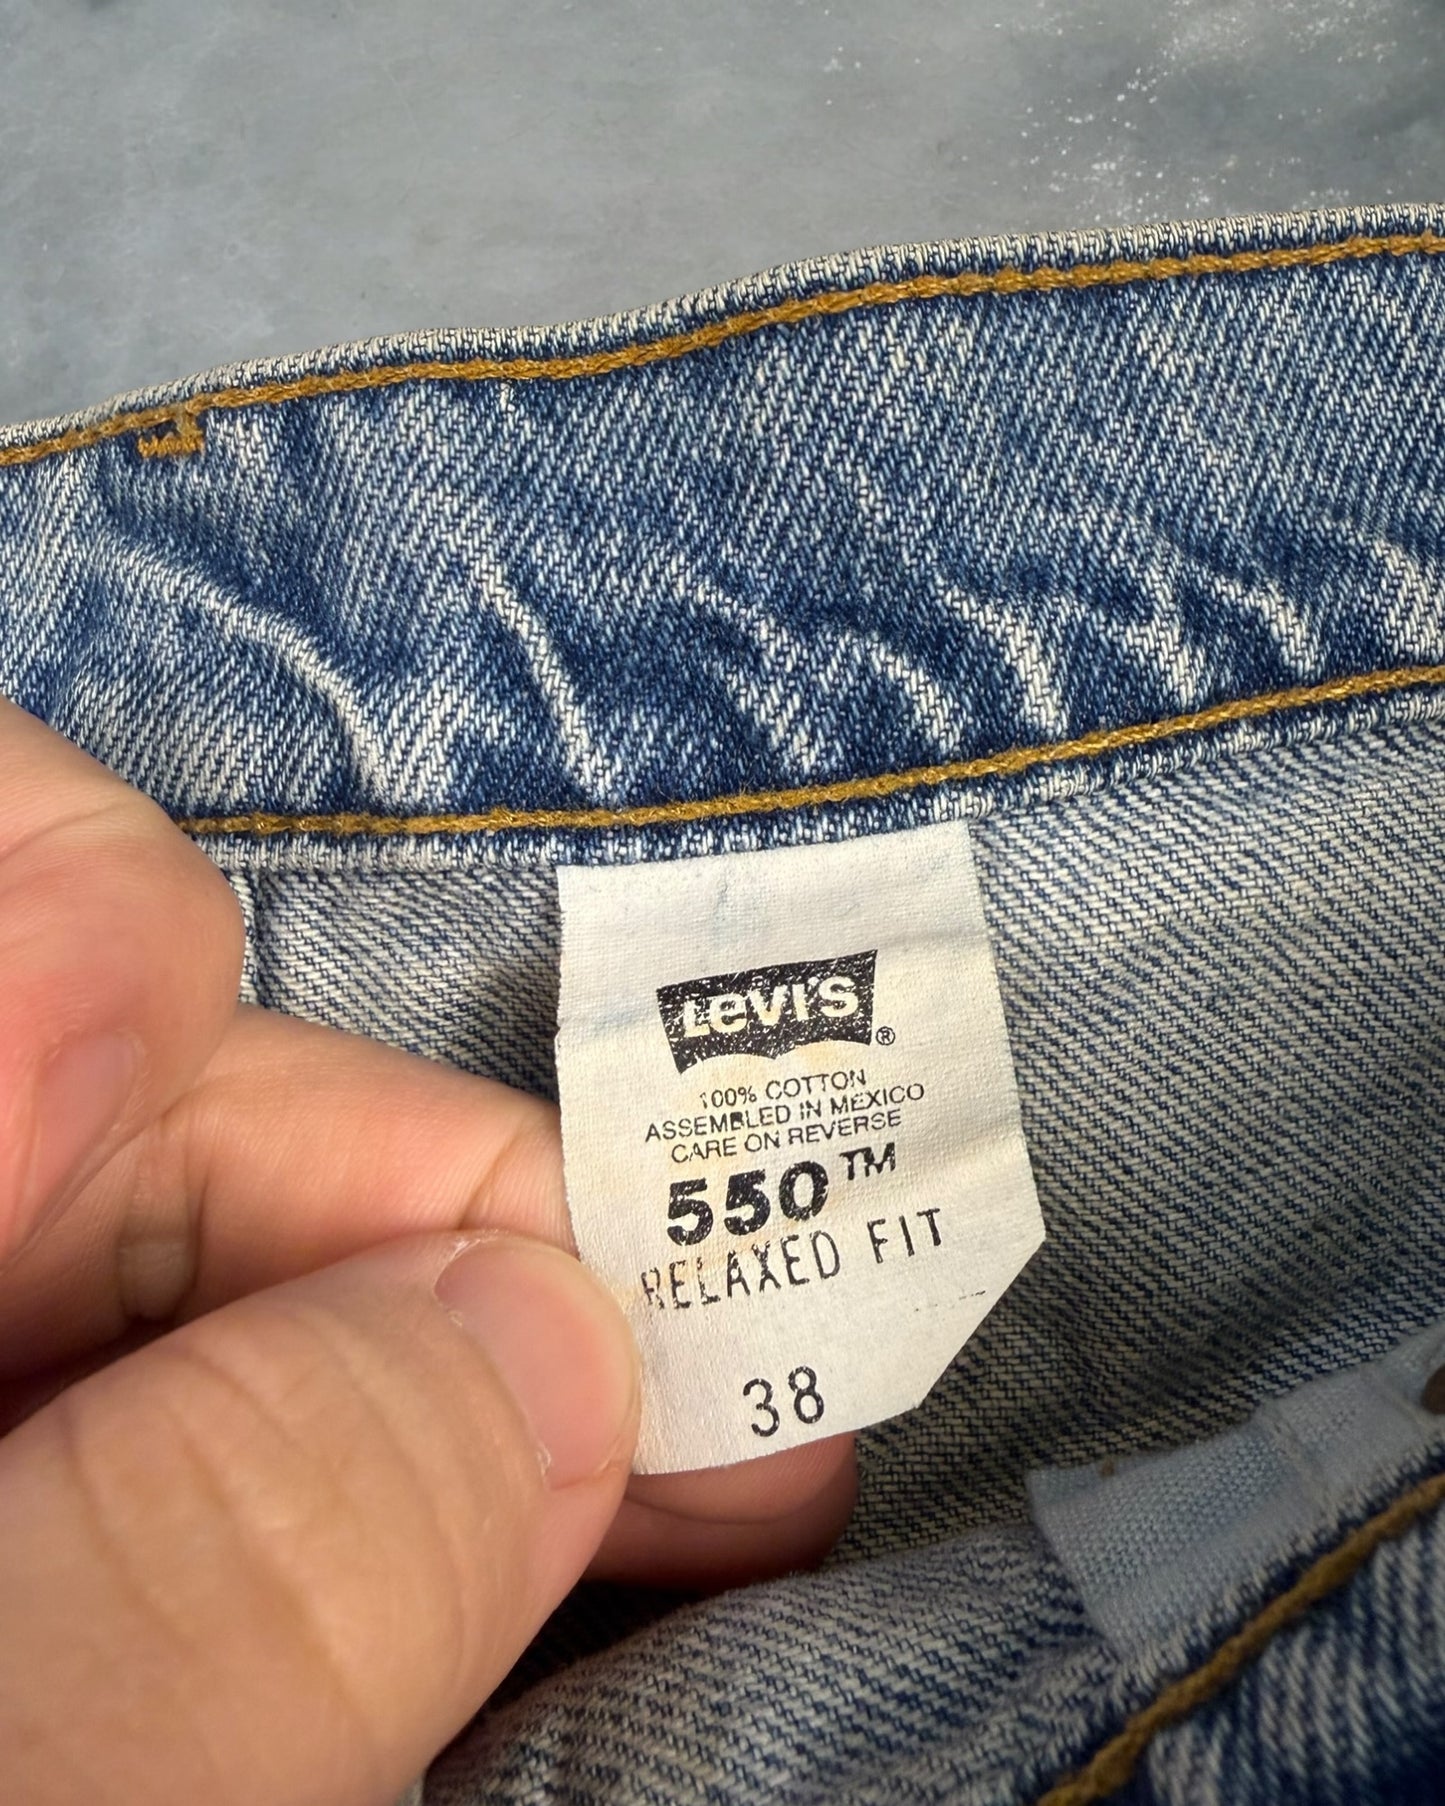 LEVI'S®
100% COTTON
ASSEMBLED IN MEXICO
CARE ON REVERSE
550™
RELAXED FIT
38